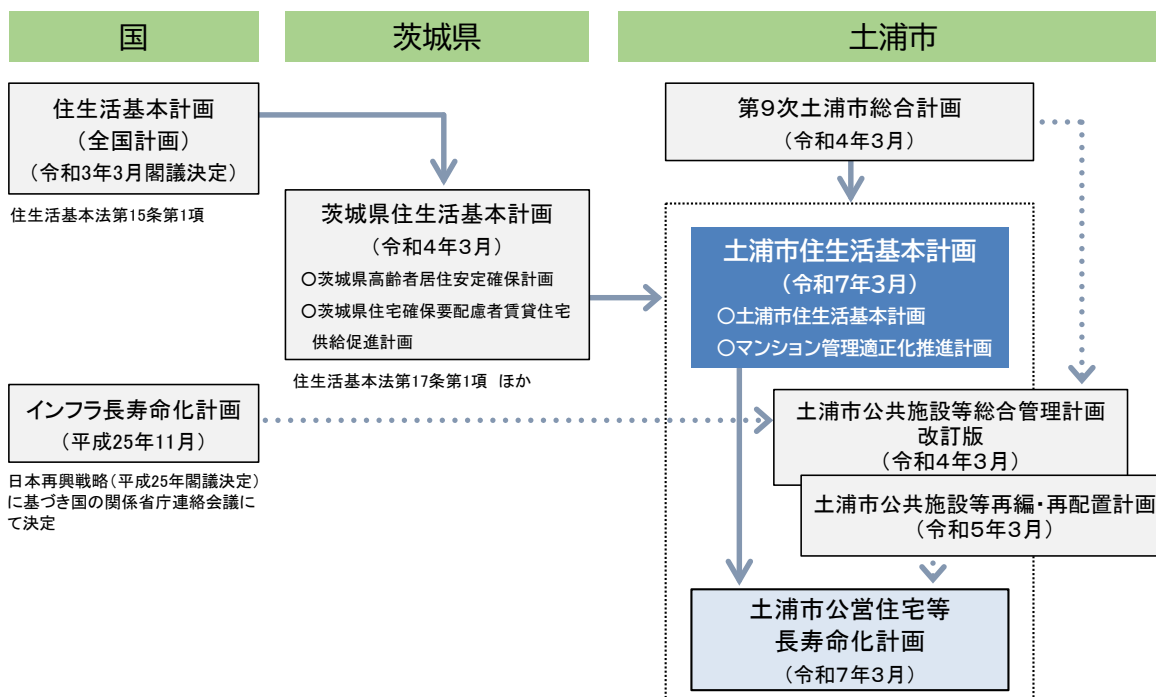 国
茨城県
土浦市
住生活基本計画
（全国計画）
（令和3年3月閣議決定）
住生活基本法第15条第1項
インフラ長寿命化計画
（平成25年11月）
日本再興戦略（平成25年閣議決定）
に基づき国の関係省庁連絡会議に
て決定
茨城県住生活基本計画
（令和4年3月）
○茨城県高齢者居住安定確保計画
○茨城県住宅確保要配慮者賃貸住宅
供給促進計画
住生活基本法第17条第1項 ほか
第9次土浦市総合計画
（令和4年3月）
土浦市住生活基本計画
（令和7年3月）
○土浦市住生活基本計画
○マンション管理適正化推進計画
土浦市公共施設等総合管理計画
改訂版
（令和4年3月）
土浦市公共施設等再編・再配置計画
（令和5年3月）
土浦市公営住宅等
長寿命化計画
（令和7年3月）